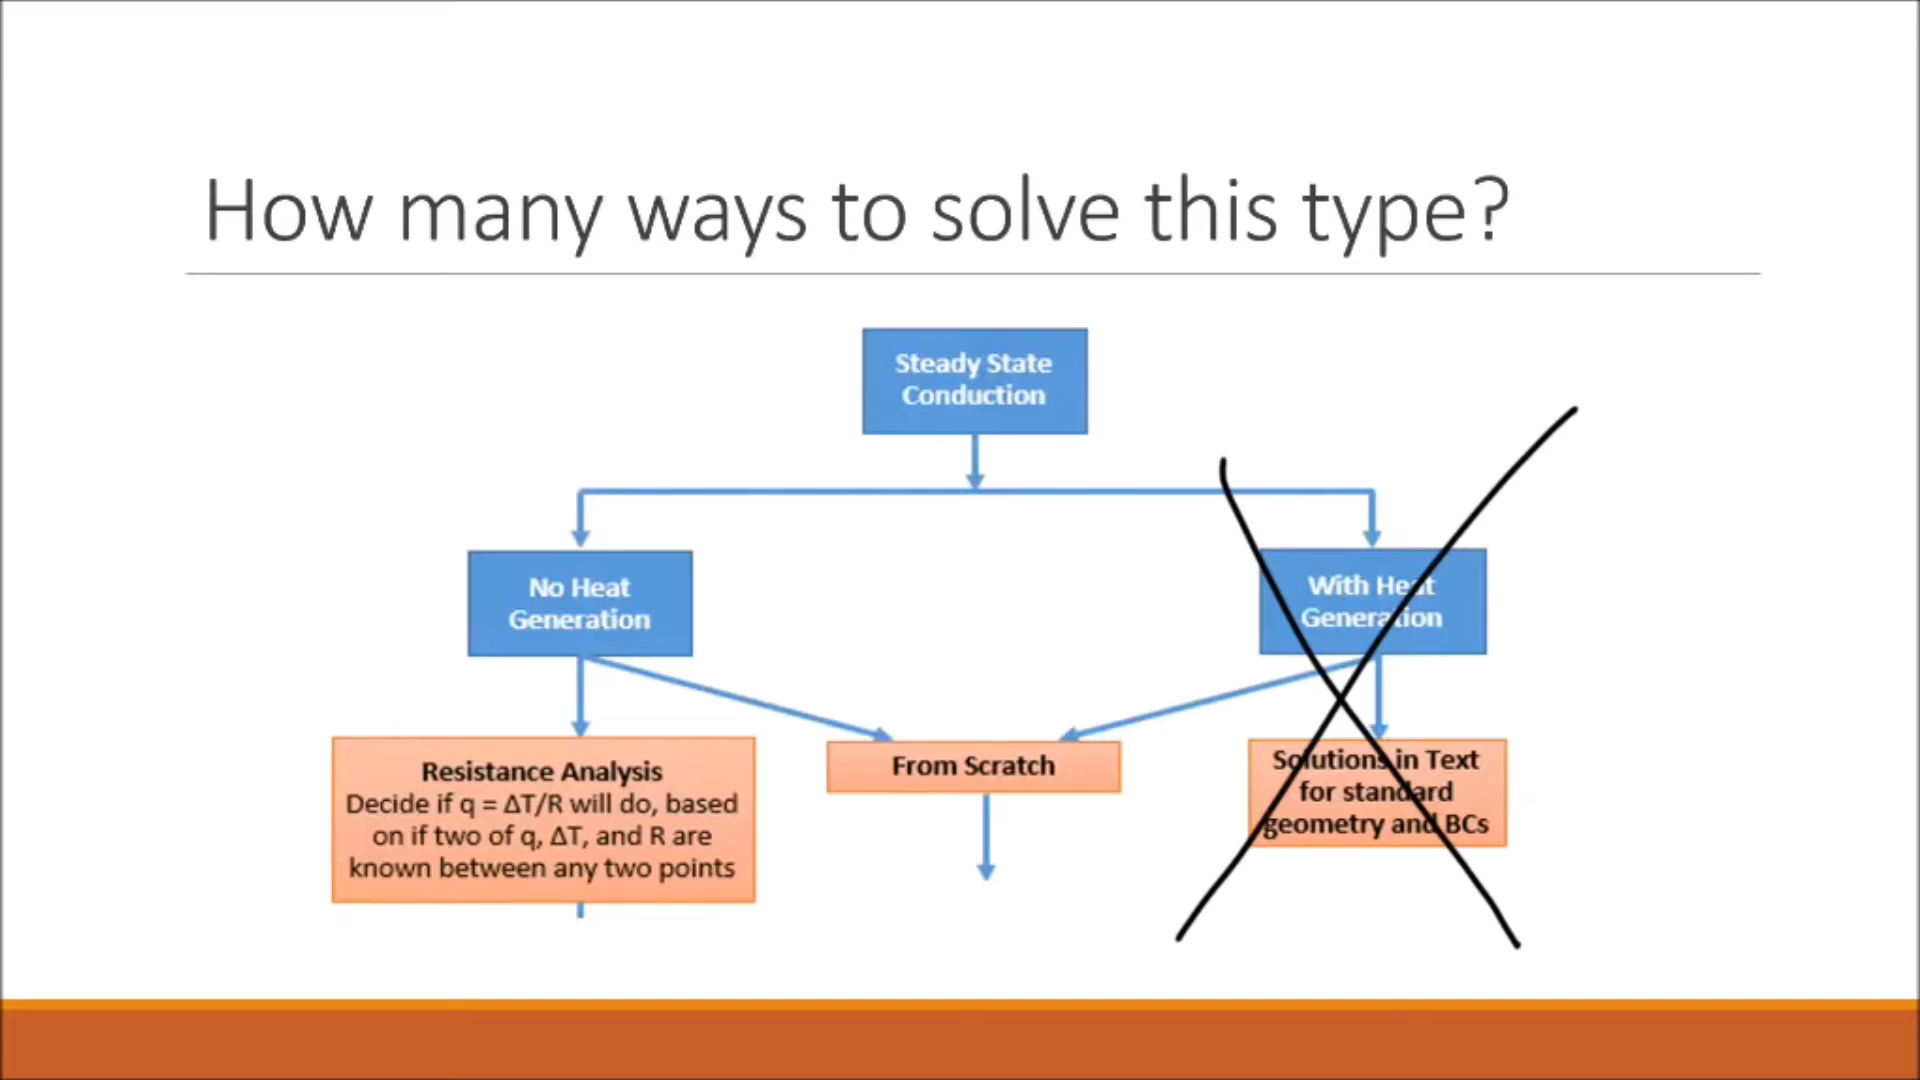 How many ways to solve this type?
Steady State
Conduction
No Heat
Generation
With Heat
Generation
Resistance Analysis
Decide if q = ΔT/R will do, based
on if two of q, ΔT, and R are
known between any two points
From Scratch
Solutions in Text
for standard
geometry and BCs